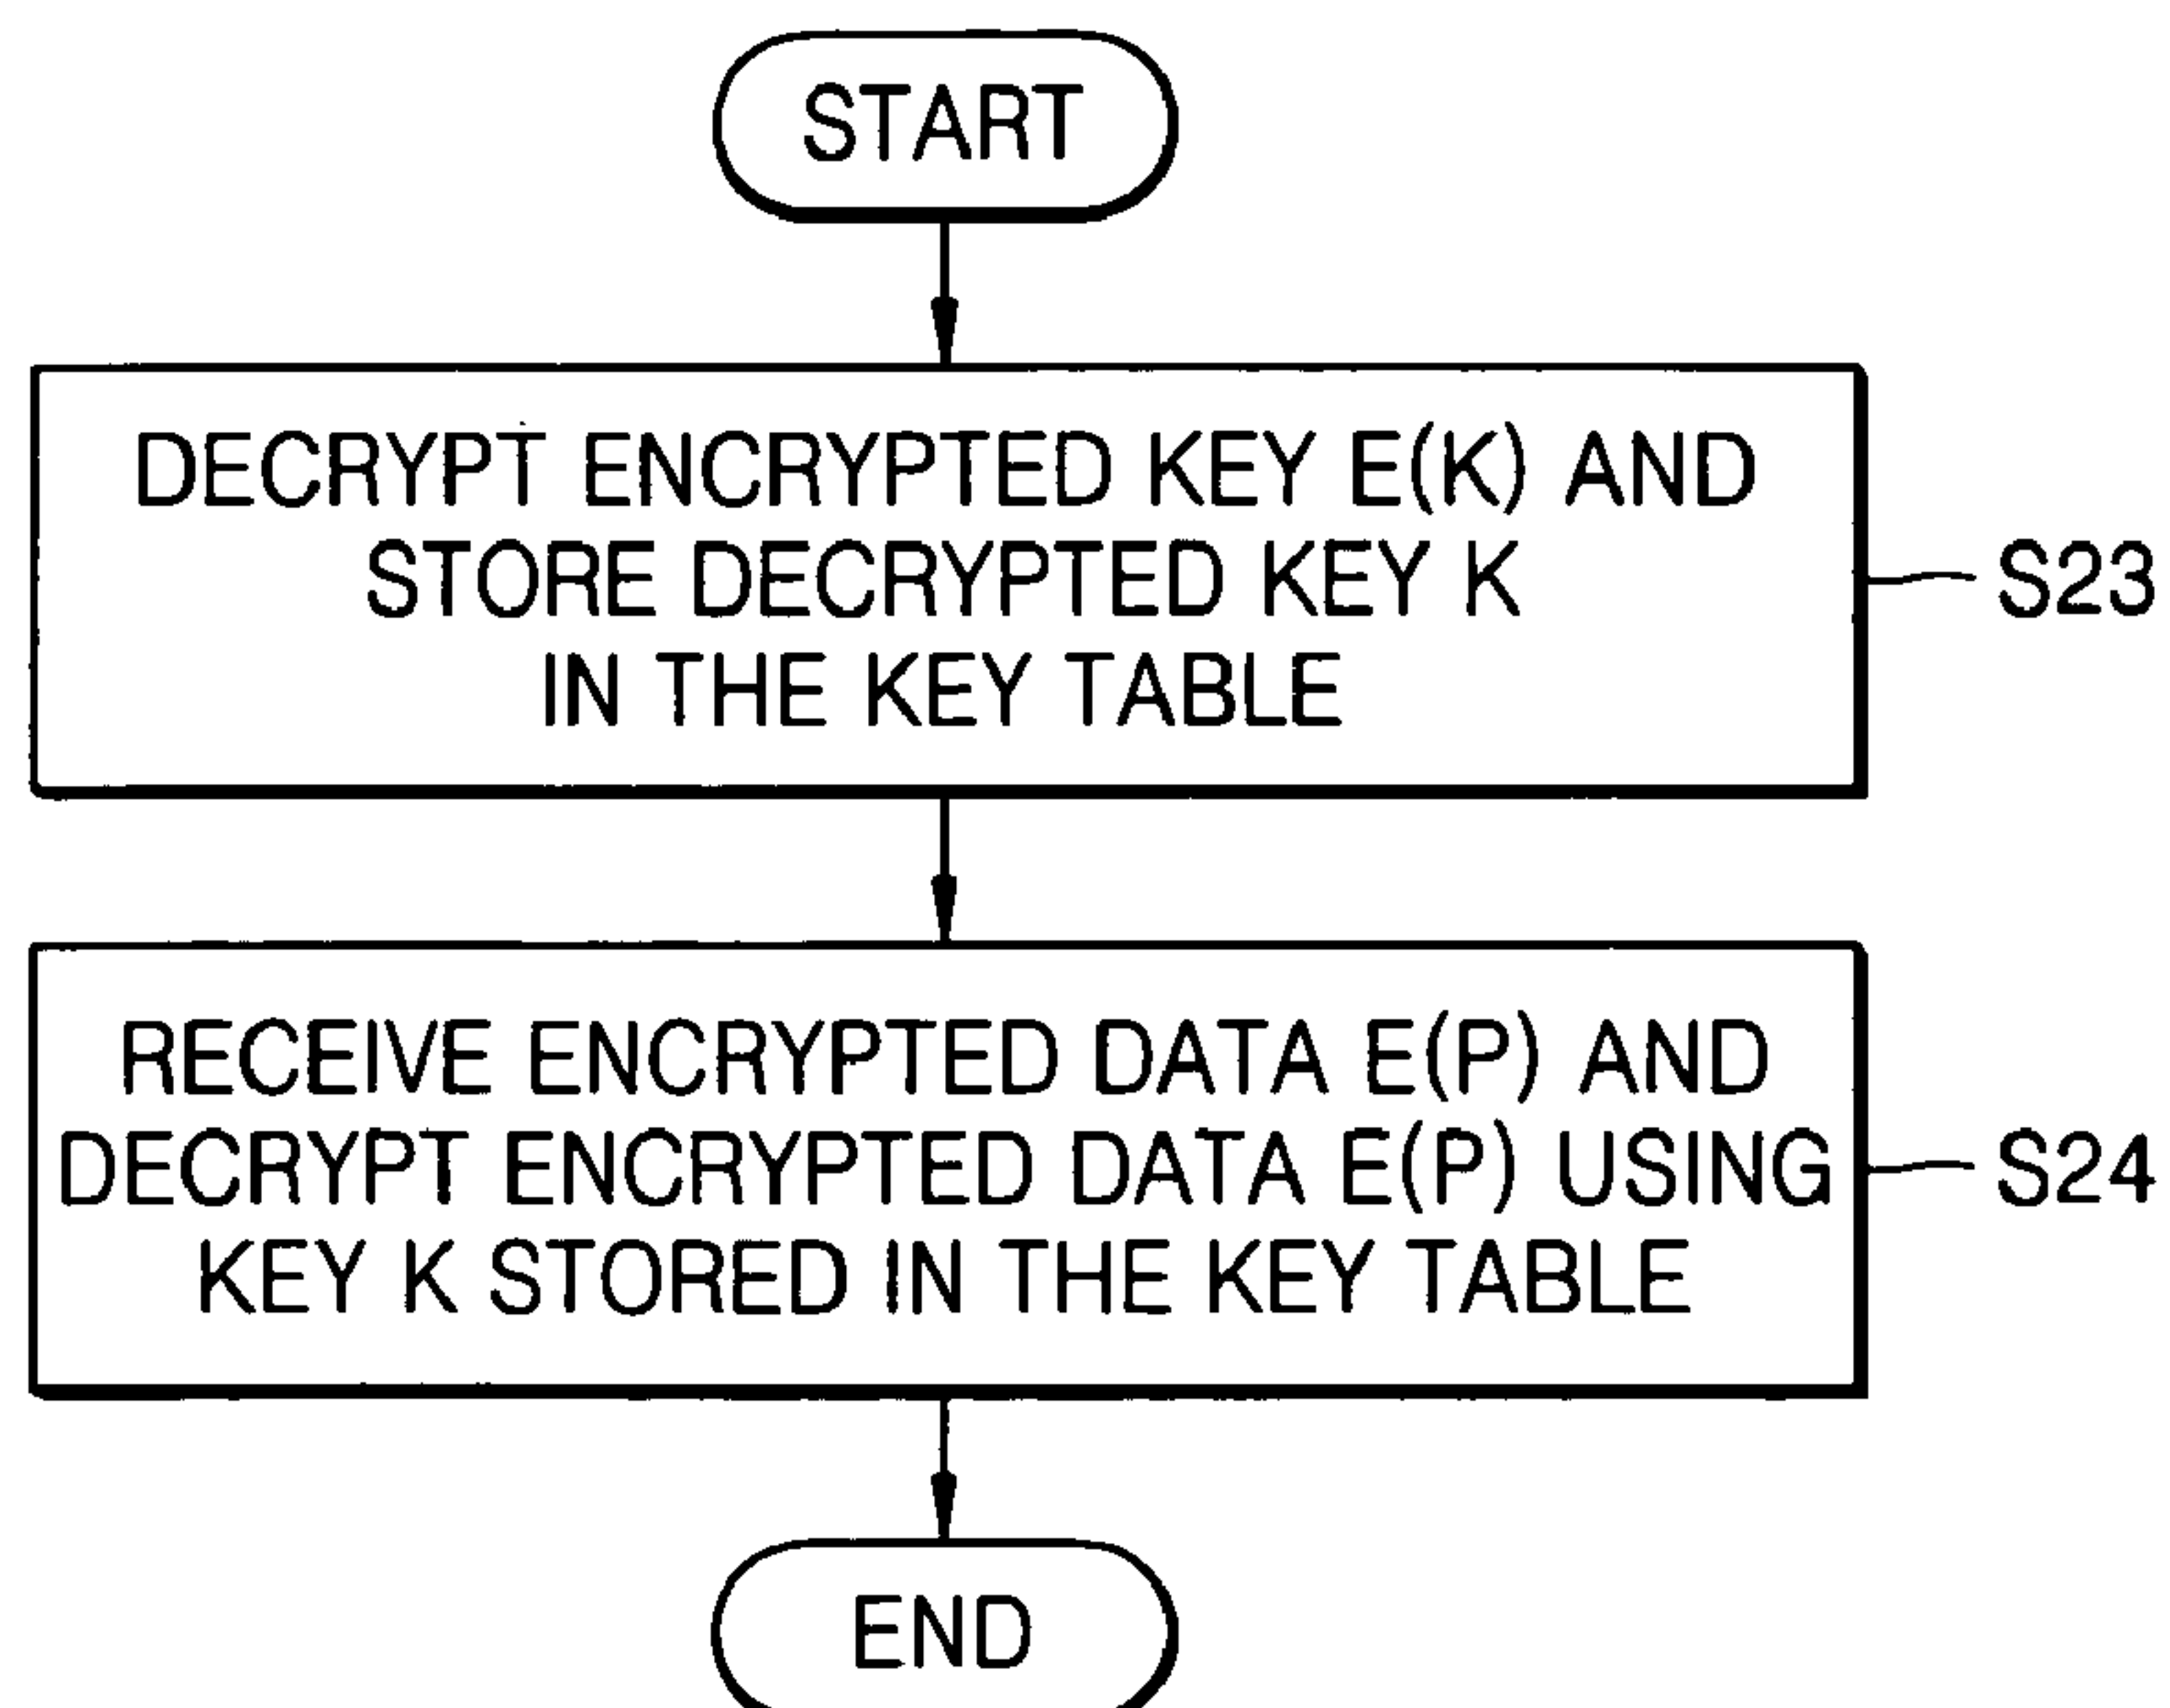 START
DECRYPT ENCRYPTED KEY E(K) AND
STORE DECRYPTED KEY K
IN THE KEY TABLE
S23
RECEIVE ENCRYPTED DATA E(P) AND
DECRYPT ENCRYPTED DATA E(P) USING
KEY K STORED IN THE KEY TABLE
S24
END